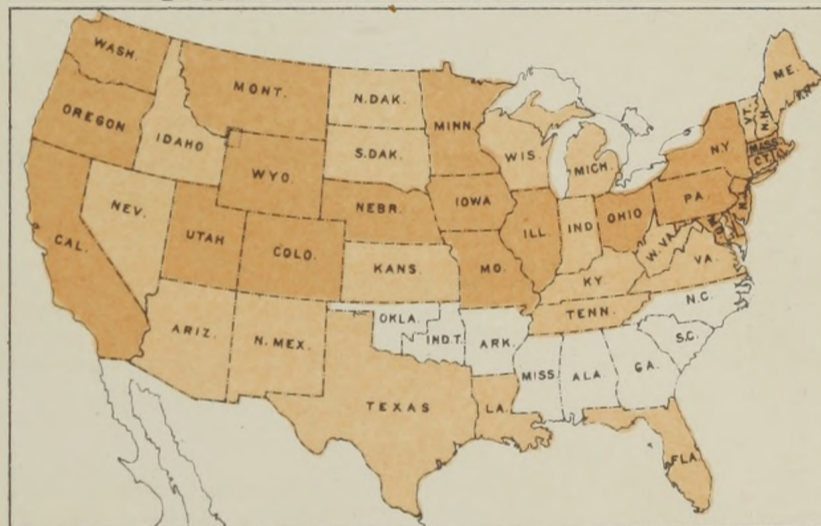 WASH.
OREGON
CAL.
IDAHO
NEV.
MONT.
WYO.
UTAH
COLO.
ARIZ.
N. MEX.
N. DAK.
S. DAK.
NEBR.
KANS.
OKLA.
IND. T.
TEXAS
MINN.
IOWA
MO.
ARK.
LA.
WIS.
ILL.
MICH.
IND
OHIO
KY
TENN.
MISS.
ALA
GA.
FLA.
S.C.
N.C.
VA.
W. VA.
PA.
NY
N.J.
VT.
N.H.
ME.
MASS.
CT.